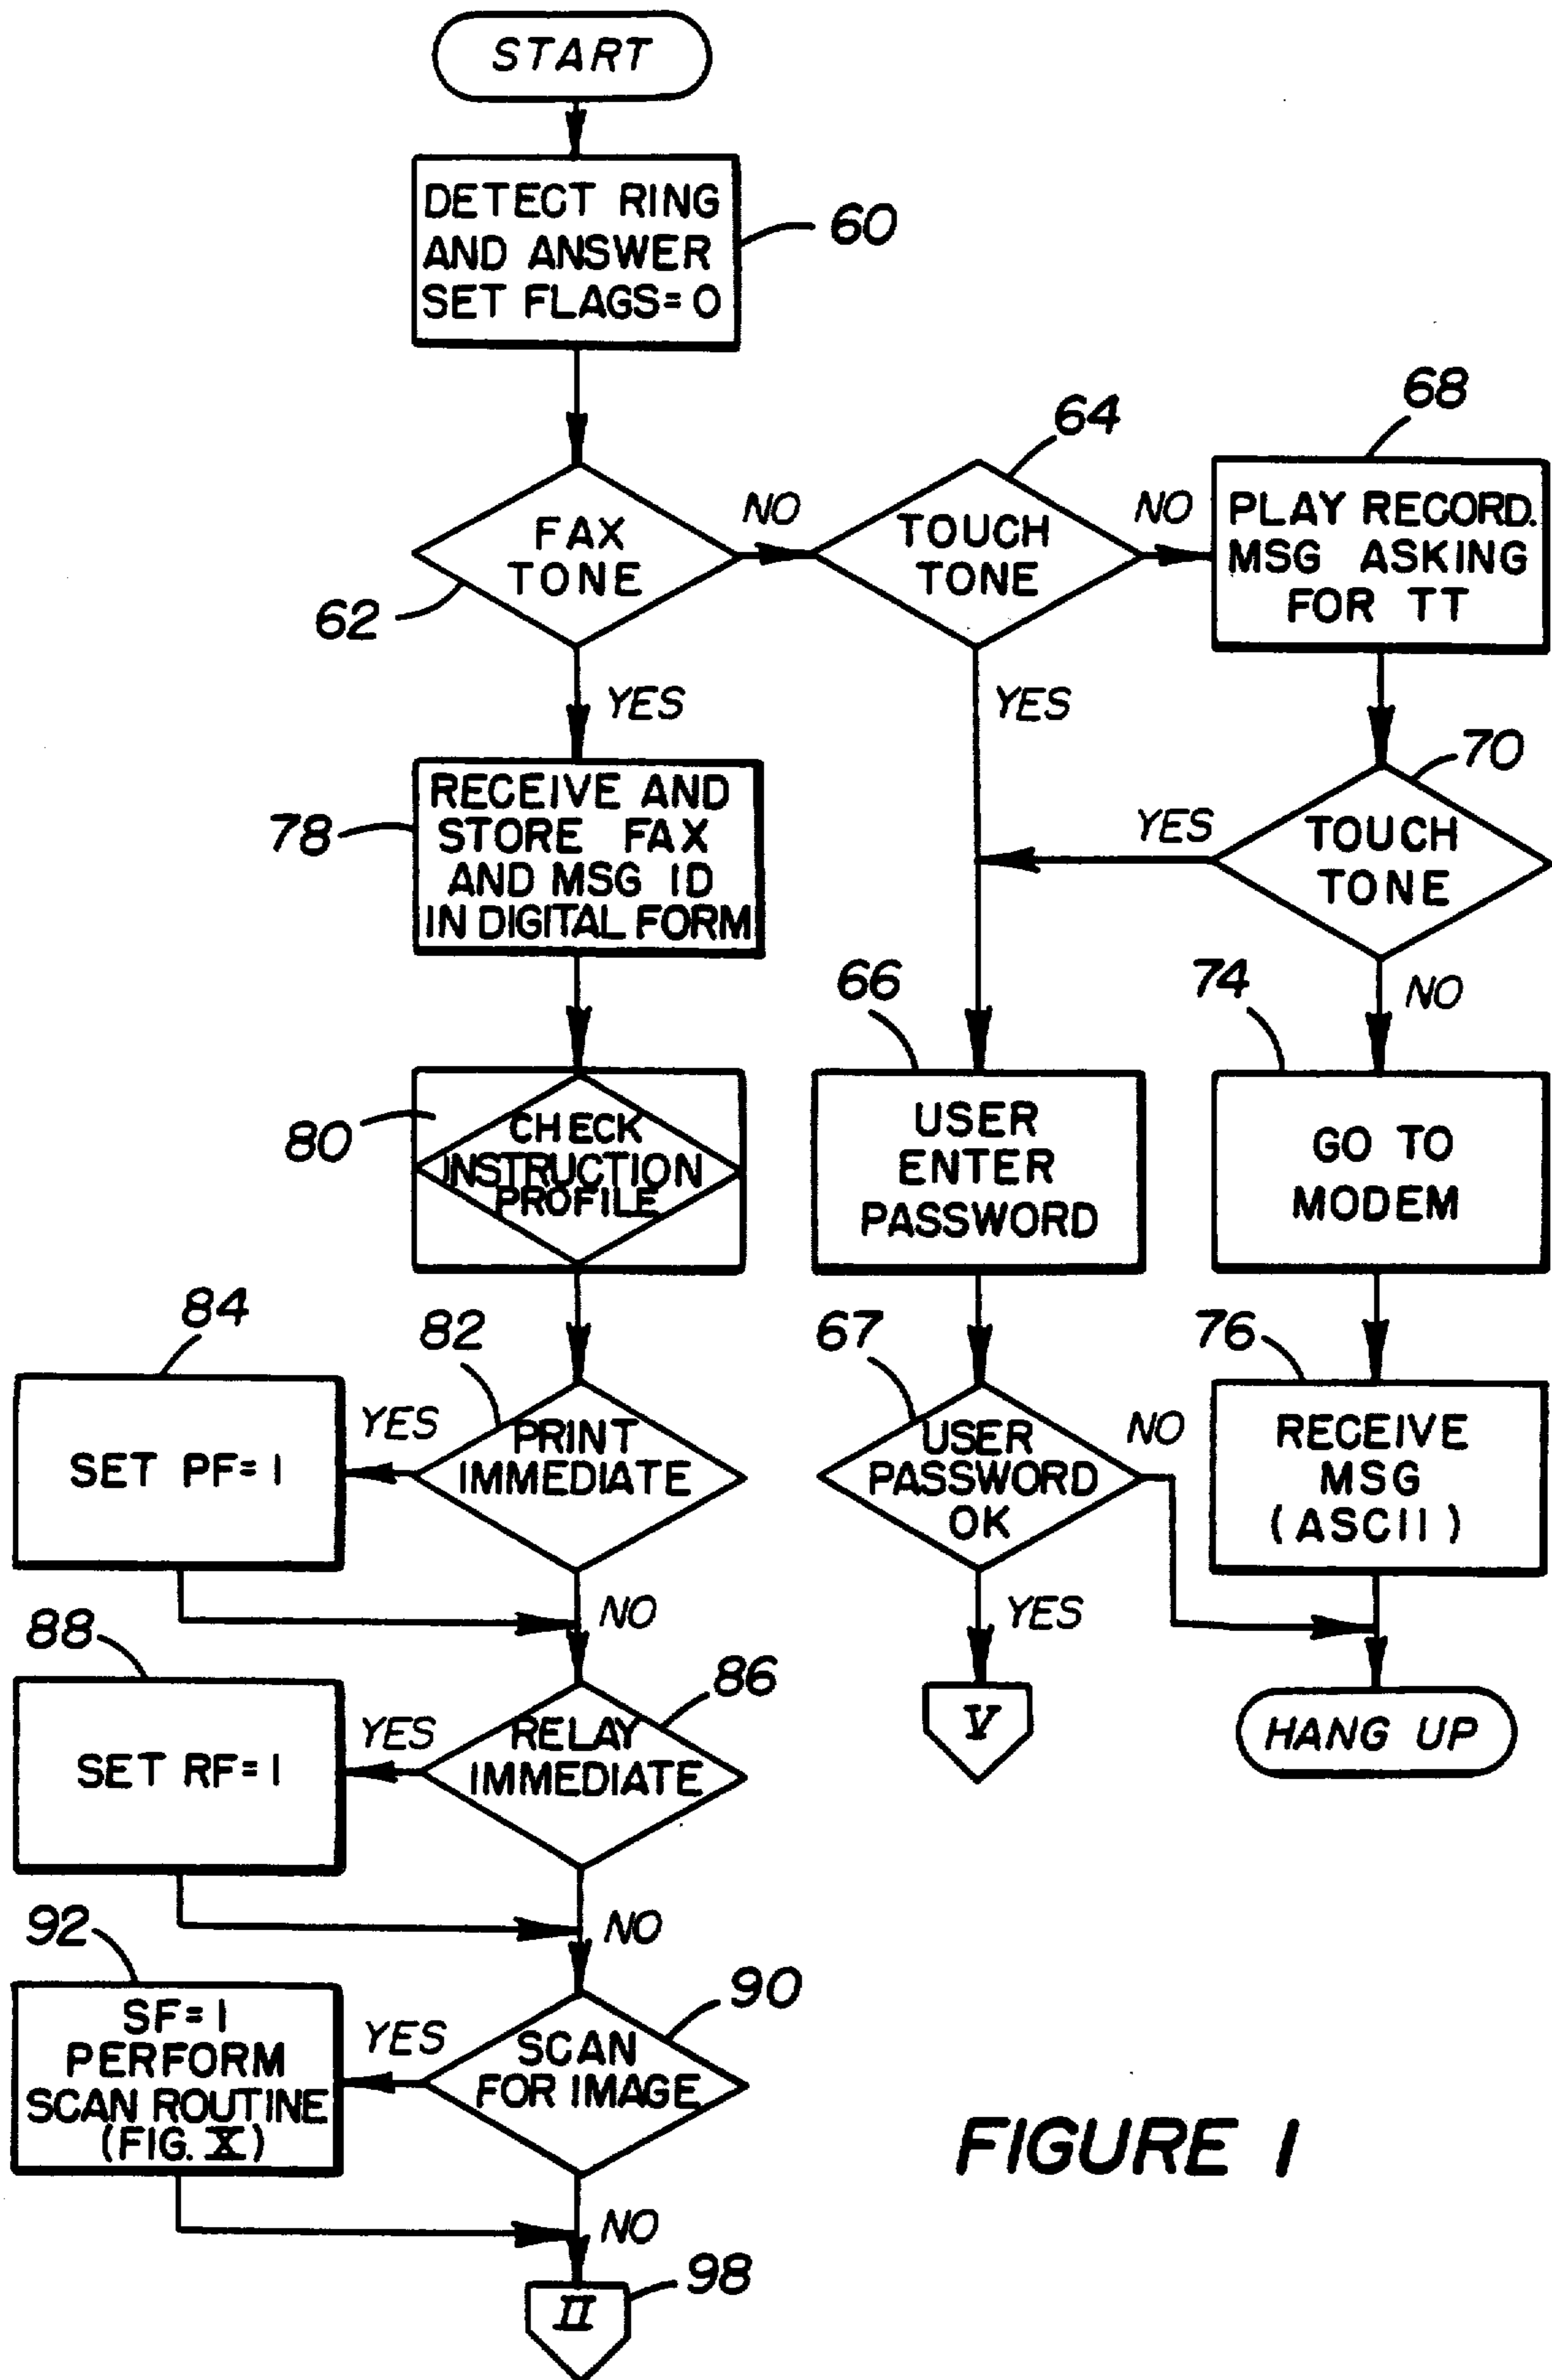 START
DETECT RING
AND ANSWER
SET FLAGS=0
60
FAX
TONE
62
NO
TOUCH
TONE
64
NO
PLAY RECORD.
MSG ASKING
FOR TT
68
YES
YES
RECEIVE AND
STORE FAX
AND MSG ID
IN DIGITAL FORM
78
YES
TOUCH
TONE
70
NO
CHECK
INSTRUCTION
PROFILE
80
USER
ENTER
PASSWORD
66
GO TO
MODEM
74
PRINT
IMMEDIATE
82
YES
SET PF=1
84
NO
USER
PASSWORD
OK
67
NO
YES
RECEIVE
MSG
(ASCII)
76
V
HANG UP
RELAY
IMMEDIATE
86
YES
SET RF=1
88
NO
SCAN
FOR IMAGE
90
YES
SF=1
PERFORM
SCAN ROUTINE
(FIG. X)
92
NO
II
98
FIGURE 1